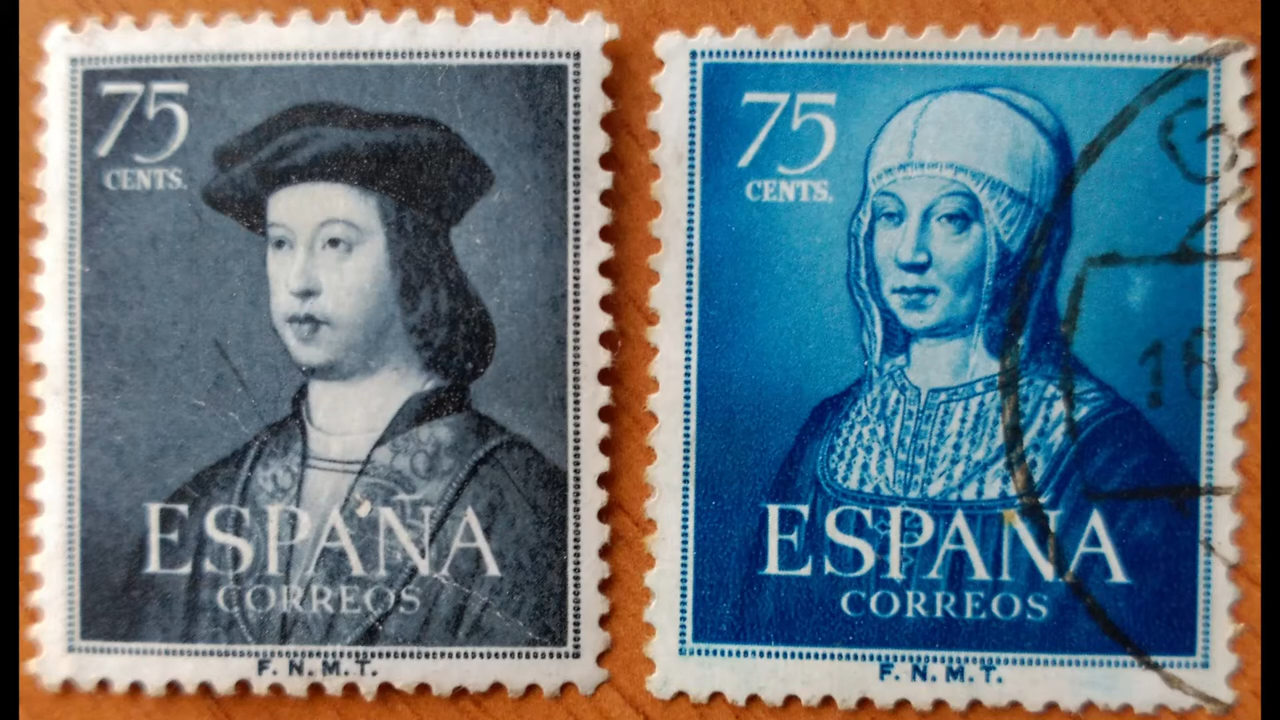 75
CENTS.
ESPAÑA
CORREOS
F. N. M. T.
75
CENTS.
ESPAÑA
CORREOS
F. N. M. T.